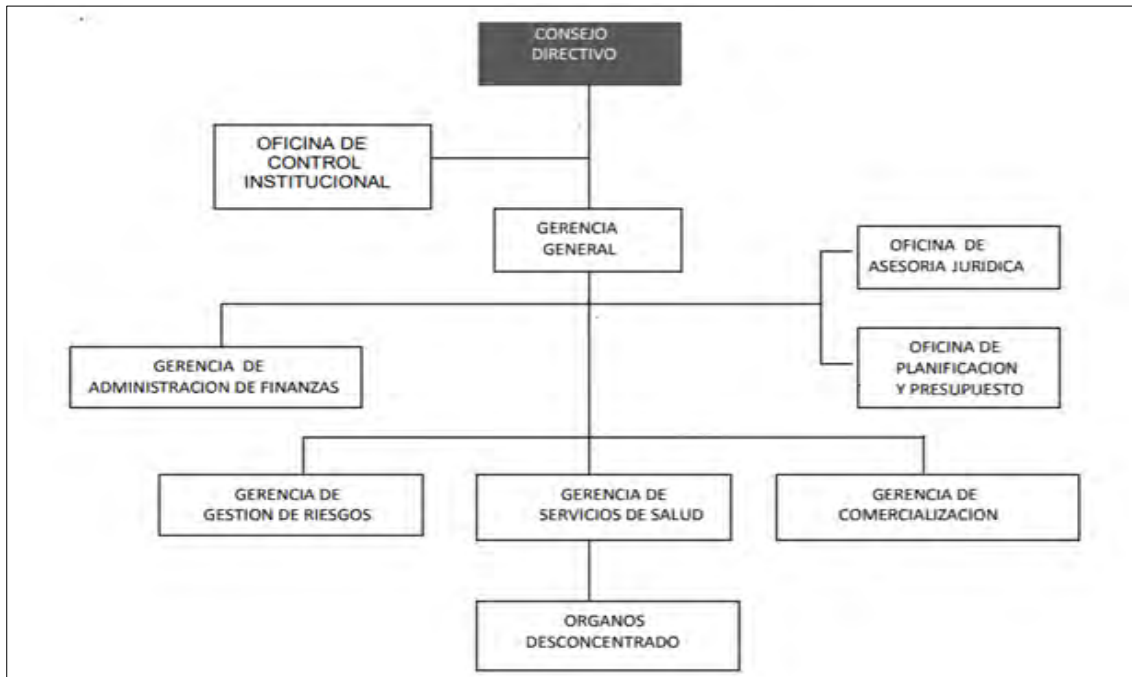 CONSEJO
DIRECTIVO
OFICINA DE
CONTROL
INSTITUCIONAL
GERENCIA
GENERAL
OFICINA DE
ASESORIA JURIDICA
GERENCIA DE
ADMINISTRACION DE FINANZAS
OFICINA DE
PLANIFICACION
Y PRESUPUESTO
GERENCIA DE
GESTION DE RIESGOS
GERENCIA DE
SERVICIOS DE SALUD
GERENCIA DE
COMERCIALIZACION
ORGANOS
DESCONCENTRADO